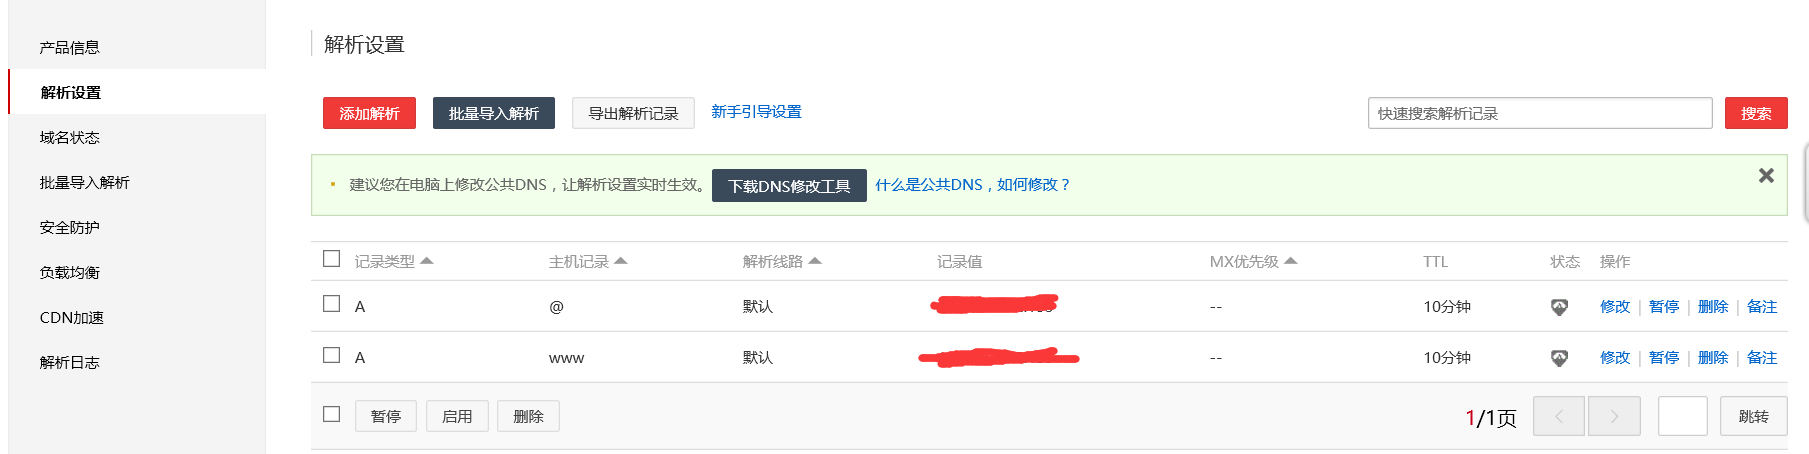 产品信息
解析设置
域名状态
批量导入解析
安全防护
负载均衡
CDN加速
解析日志
解析设置
添加解析 批量导入解析 导出解析记录 新手引导设置 快速搜索解析记录 搜索
建议您在电脑上修改公共DNS，让解析设置实时生效。 下载DNS修改工具 什么是公共DNS，如何修改？
记录类型 主机记录 解析线路 记录值 MX优先级 TTL 状态 操作
A @ 默认 -- 10分钟 修改 | 暂停 | 删除 | 备注
A www 默认 -- 10分钟 修改 | 暂停 | 删除 | 备注
暂停 启用 删除 1/1页 跳转